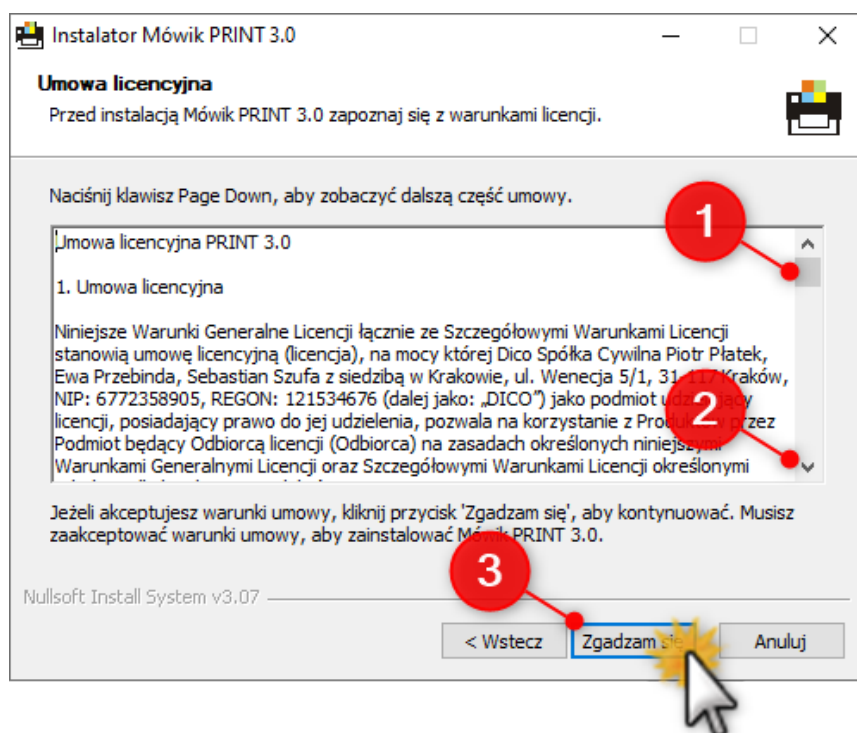 Instalator Mówik PRINT 3.0
Umowa licencyjna
Przed instalacją Mówik PRINT 3.0 zapoznaj się z warunkami licencji.
Naciśnij klawisz Page Down, aby zobaczyć dalszą część umowy.
1
Umowa licencyjna PRINT 3.0
1. Umowa licencyjna
Niniejsze Warunki Generalne Licencji łącznie ze Szczegółowymi Warunkami Licencji
stanowią umowę licencyjną (licencja), na mocy której Dico Spółka Cywilna Piotr Płatek,
Ewa Przebinda, Sebastian Szufa z siedzibą w Krakowie, ul. Wenecja 5/1, 31-117 Kraków,
NIP: 6772358905, REGON: 121534676 (dalej jako: „DICO”) jako podmiot udzielający
2
licencji, posiadający prawo do jej udzielenia, pozwala na korzystanie z Produktów przez
Podmiot będący Odbiorcą licencji (Odbiorca) na zasadach określonych niniejszymi
Warunkami Generalnymi Licencji oraz Szczegółowymi Warunkami Licencji określonymi
Jeżeli akceptujesz warunki umowy, kliknij przycisk 'Zgadzam się', aby kontynuować. Musisz
zaakceptować warunki umowy, aby zainstalować Mówik PRINT 3.0.
3
Nullsoft Install System v3.07
< Wstecz
Zgadzam się
Anuluj